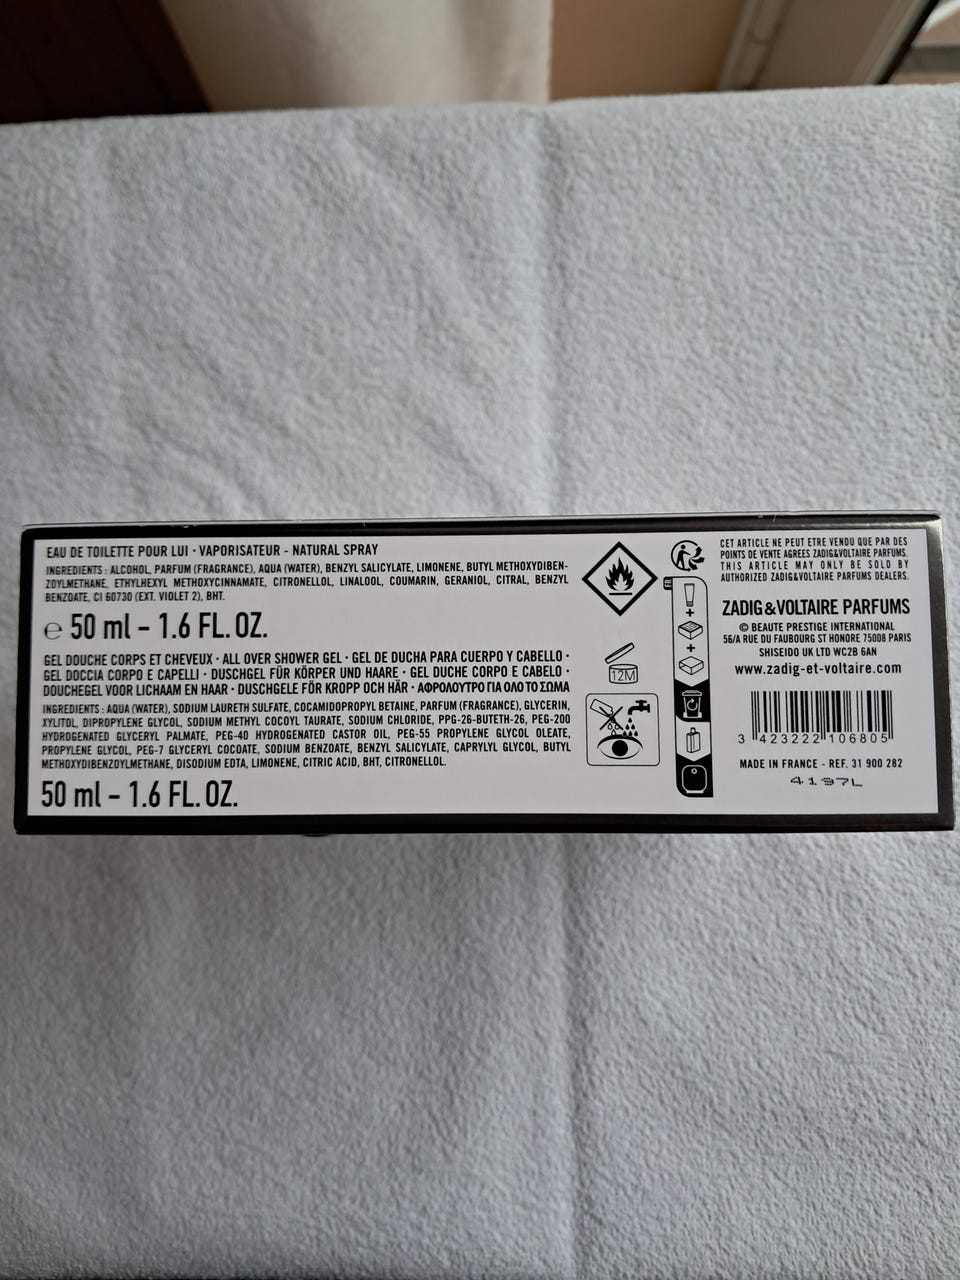 EAU DE TOILETTE POUR LUI · VAPORISATEUR - NATURAL SPRAY
INGREDIENTS : ALCOHOL, PARFUM (FRAGRANCE), AQUA (WATER), BENZYL SALICYLATE, LIMONENE, BUTYL METHOXYDIBEN-
ZOYLMETHANE, ETHYLHEXYL METHOXYCINNAMATE, CITRONELLOL, LINALOOL, COUMARIN, GERANIOL, CITRAL, BENZYL
BENZOATE, CI 60730 (EXT. VIOLET 2), BHT.
℮ 50 ml – 1.6 FL. OZ.
GEL DOUCHE CORPS ET CHEVEUX · ALL OVER SHOWER GEL · GEL DE DUCHA PARA CUERPO Y CABELLO ·
GEL DOCCIA CORPO E CAPELLI · DUSCHGEL FÜR KÖRPER UND HAARE · GEL DUCHE CORPO E CABELO ·
DOUCHEGEL VOOR LICHAAM EN HAAR · DUSCHGELE FÖR KROPP OCH HÅR · ΑΦΡΟΛΟΥΤΡΟ ΓΙΑ ΟΛΟ ΤΟ ΣΩΜΑ
INGREDIENTS : AQUA (WATER), SODIUM LAURETH SULFATE, COCAMIDOPROPYL BETAINE, PARFUM (FRAGRANCE), GLYCERIN,
XYLITOL, DIPROPYLENE GLYCOL, SODIUM METHYL COCOYL TAURATE, SODIUM CHLORIDE, PPG-26-BUTETH-26, PEG-200
HYDROGENATED GLYCERYL PALMATE, PEG-40 HYDROGENATED CASTOR OIL, PEG-55 PROPYLENE GLYCOL OLEATE,
PROPYLENE GLYCOL, PEG-7 GLYCERYL COCOATE, SODIUM BENZOATE, BENZYL SALICYLATE, CAPRYLYL GLYCOL, BUTYL
METHOXYDIBENZOYLMETHANE, DISODIUM EDTA, LIMONENE, CITRIC ACID, BHT, CITRONELLOL.
50 ml – 1.6 FL. OZ.
12M
FR
+
+
CET ARTICLE NE PEUT ETRE VENDU QUE PAR DES
POINTS DE VENTE AGREES ZADIG&VOLTAIRE PARFUMS.
THIS ARTICLE MAY ONLY BE SOLD BY
AUTHORIZED ZADIG&VOLTAIRE PARFUMS DEALERS.
ZADIG&VOLTAIRE PARFUMS
© BEAUTE PRESTIGE INTERNATIONAL
56/A RUE DU FAUBOURG ST HONORE 75008 PARIS
SHISEIDO UK LTD WC2B 6AN
www.zadig-et-voltaire.com
3 423222 106805
MADE IN FRANCE - REF. 31 900 282
4197L